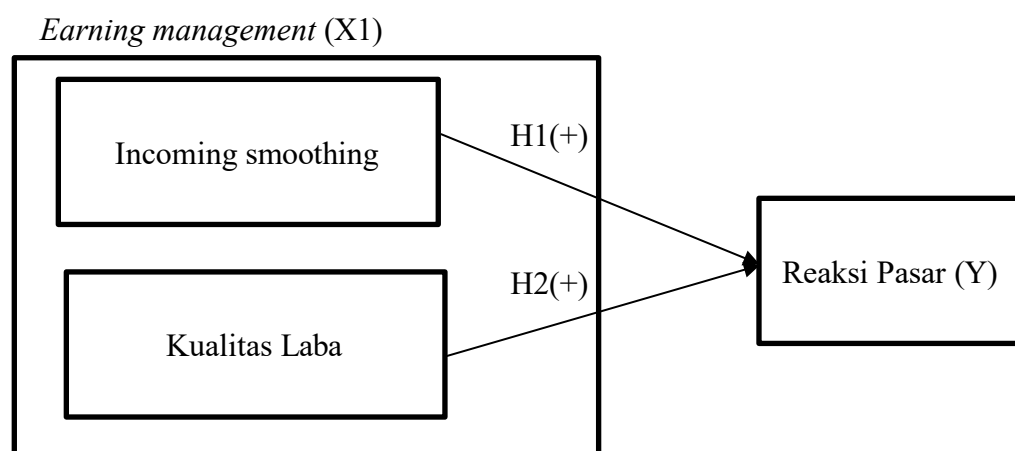 Earning management (X1)
Incoming smoothing
H1(+)
Reaksi Pasar (Y)
H2(+)
Kualitas Laba